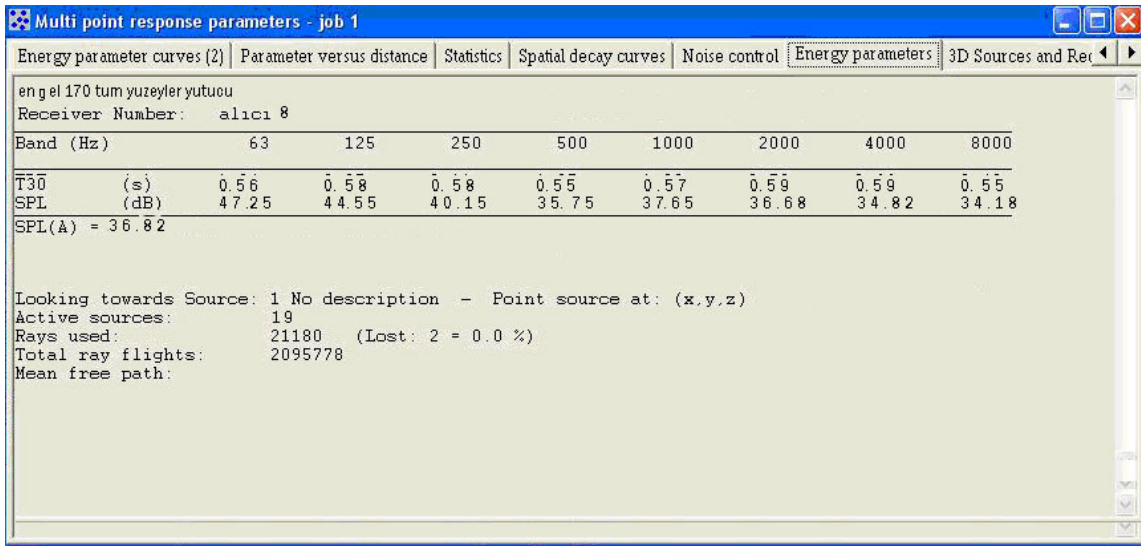 Multi point response parameters - job 1
Energy parameter curves (2) Parameter versus distance Statistics Spatial decay curves Noise control Energy parameters 3D Sources and Rec
engel 170 tum yuzeyler yutucu
Receiver Number: alıcı 8
Band (Hz) 63 125 250 500 1000 2000 4000 8000
T30 (s) 0.56 0.58 0.58 0.55 0.57 0.59 0.59 0.55
SPL (dB) 47.25 44.55 40.15 35.75 37.65 36.68 34.82 34.18
SPL(A) = 36.82
Looking towards Source: 1 No description - Point source at: (x,y,z)
Active sources: 19
Rays used: 21180 (Lost: 2 = 0.0 %)
Total ray flights: 2095778
Mean free path: